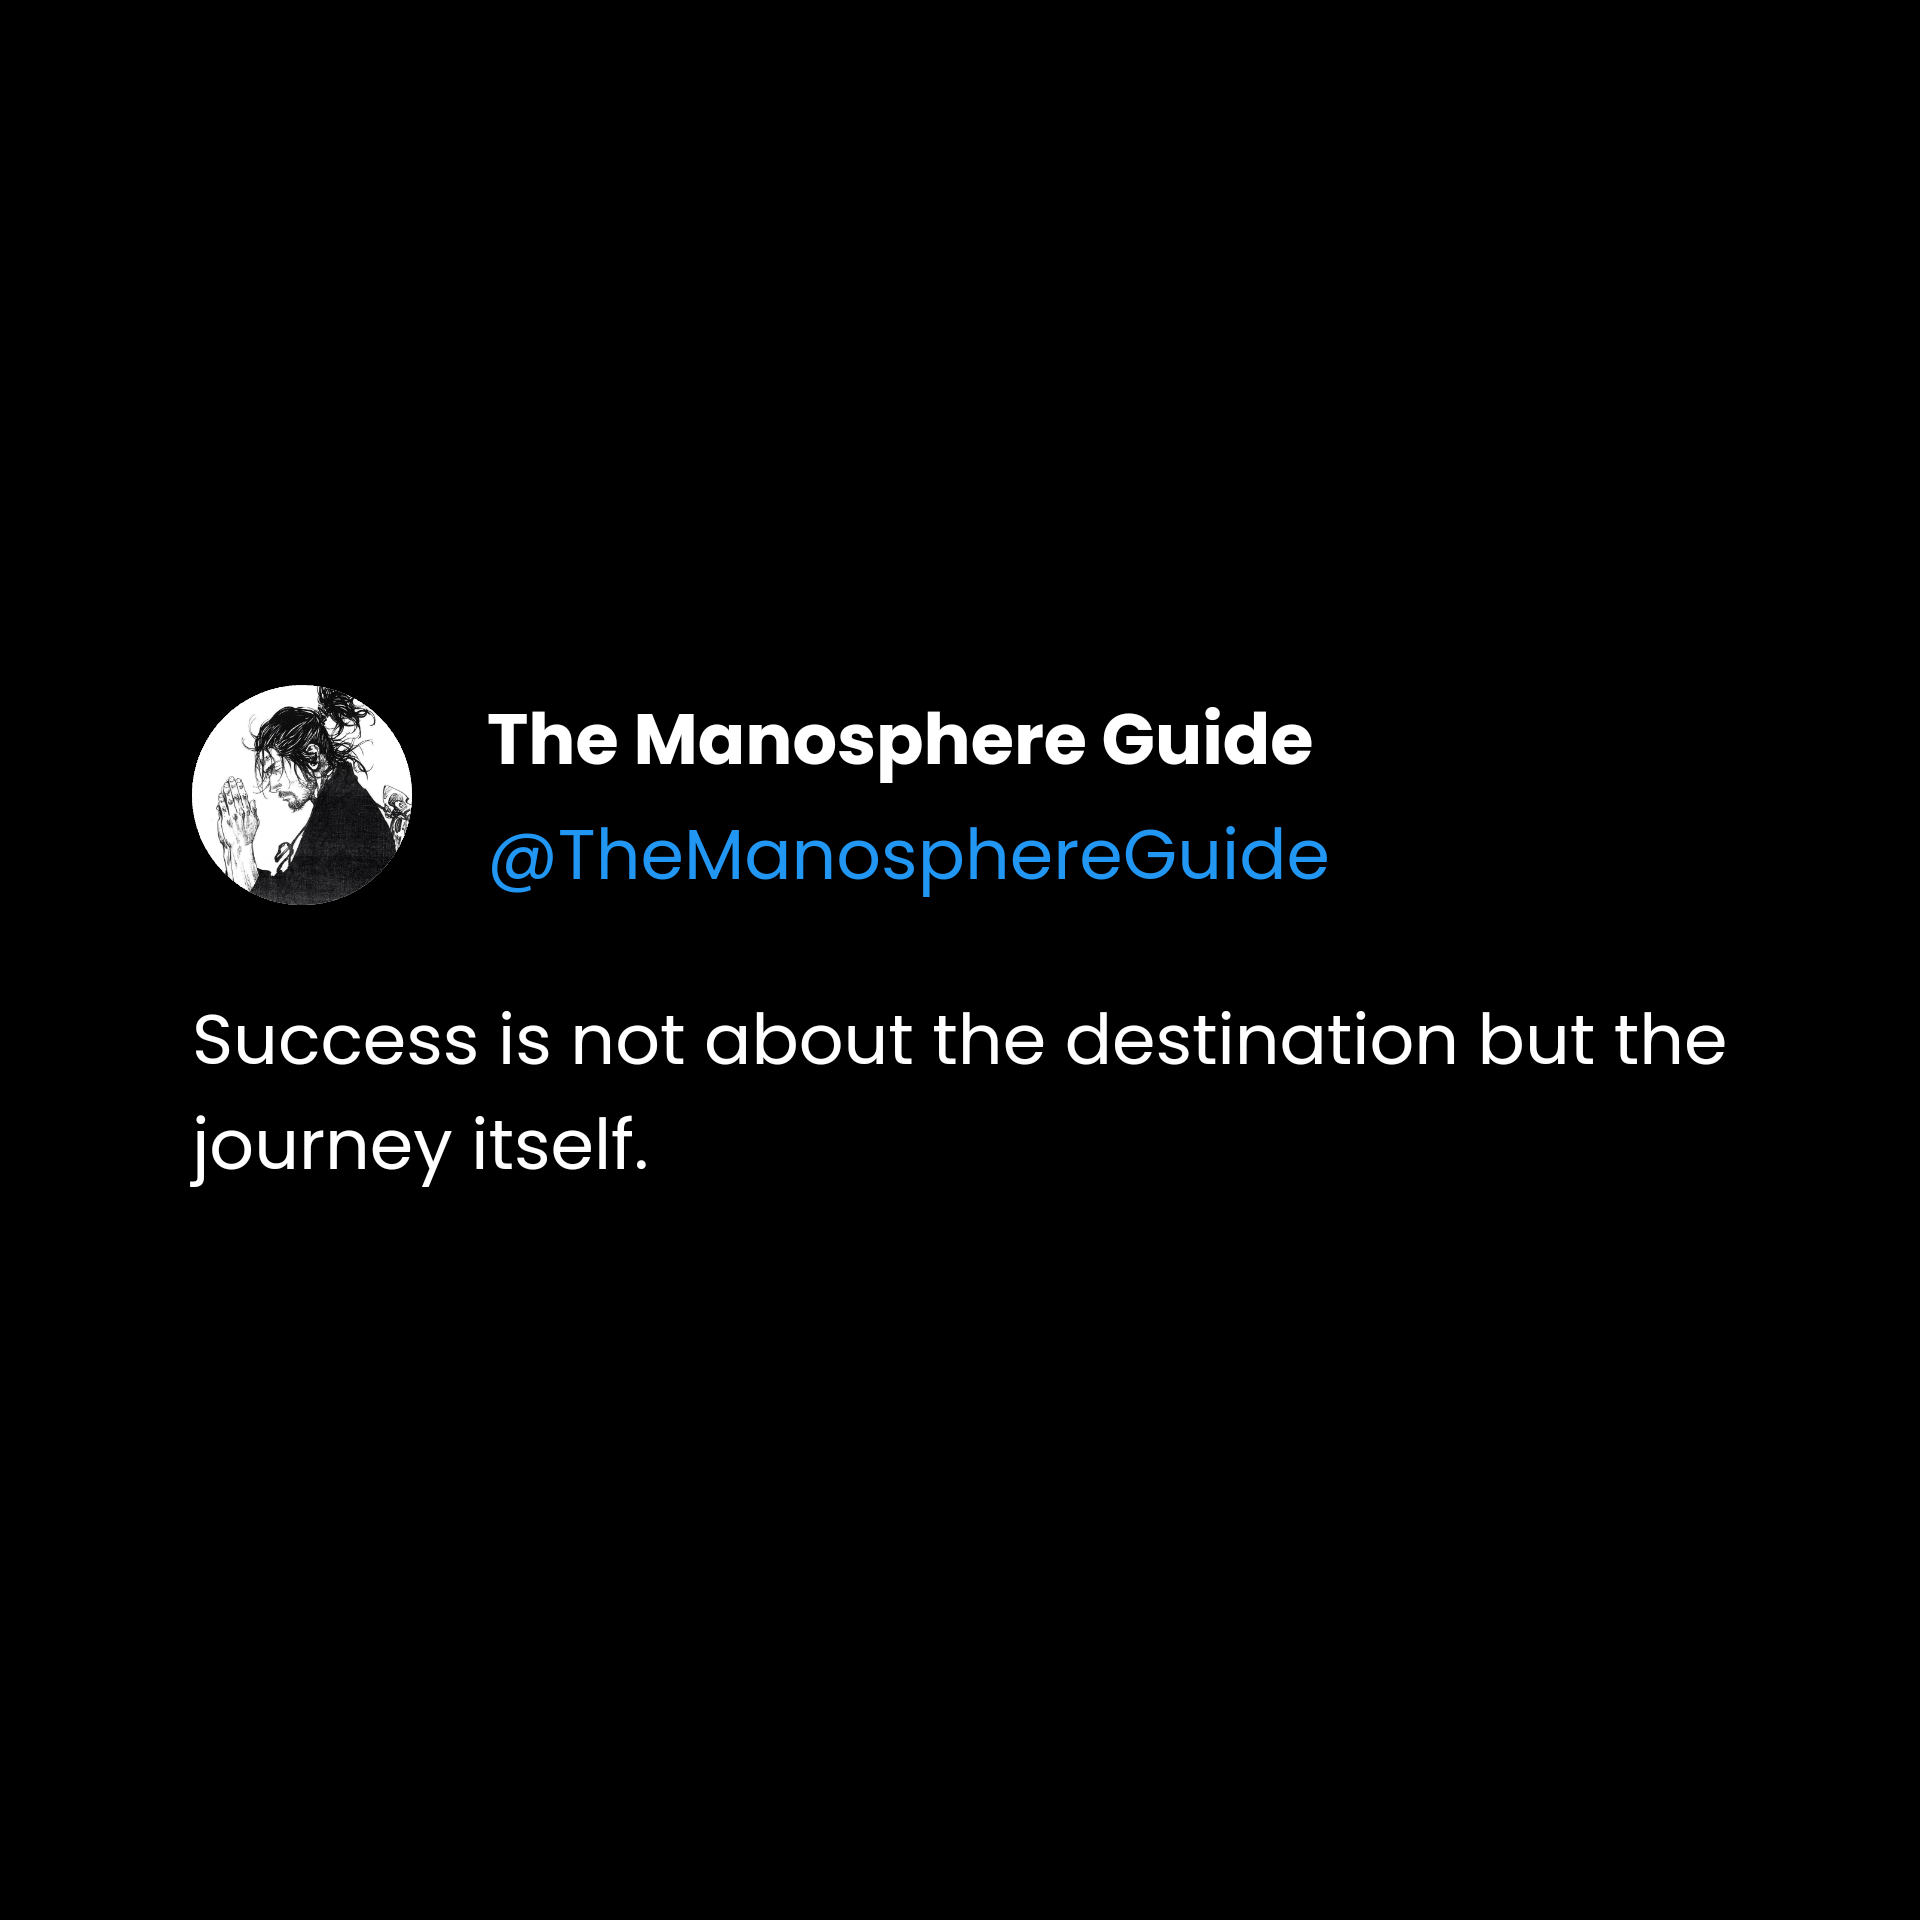 The Manosphere Guide
@TheManosphereGuide
Success is not about the destination but the
journey itself.